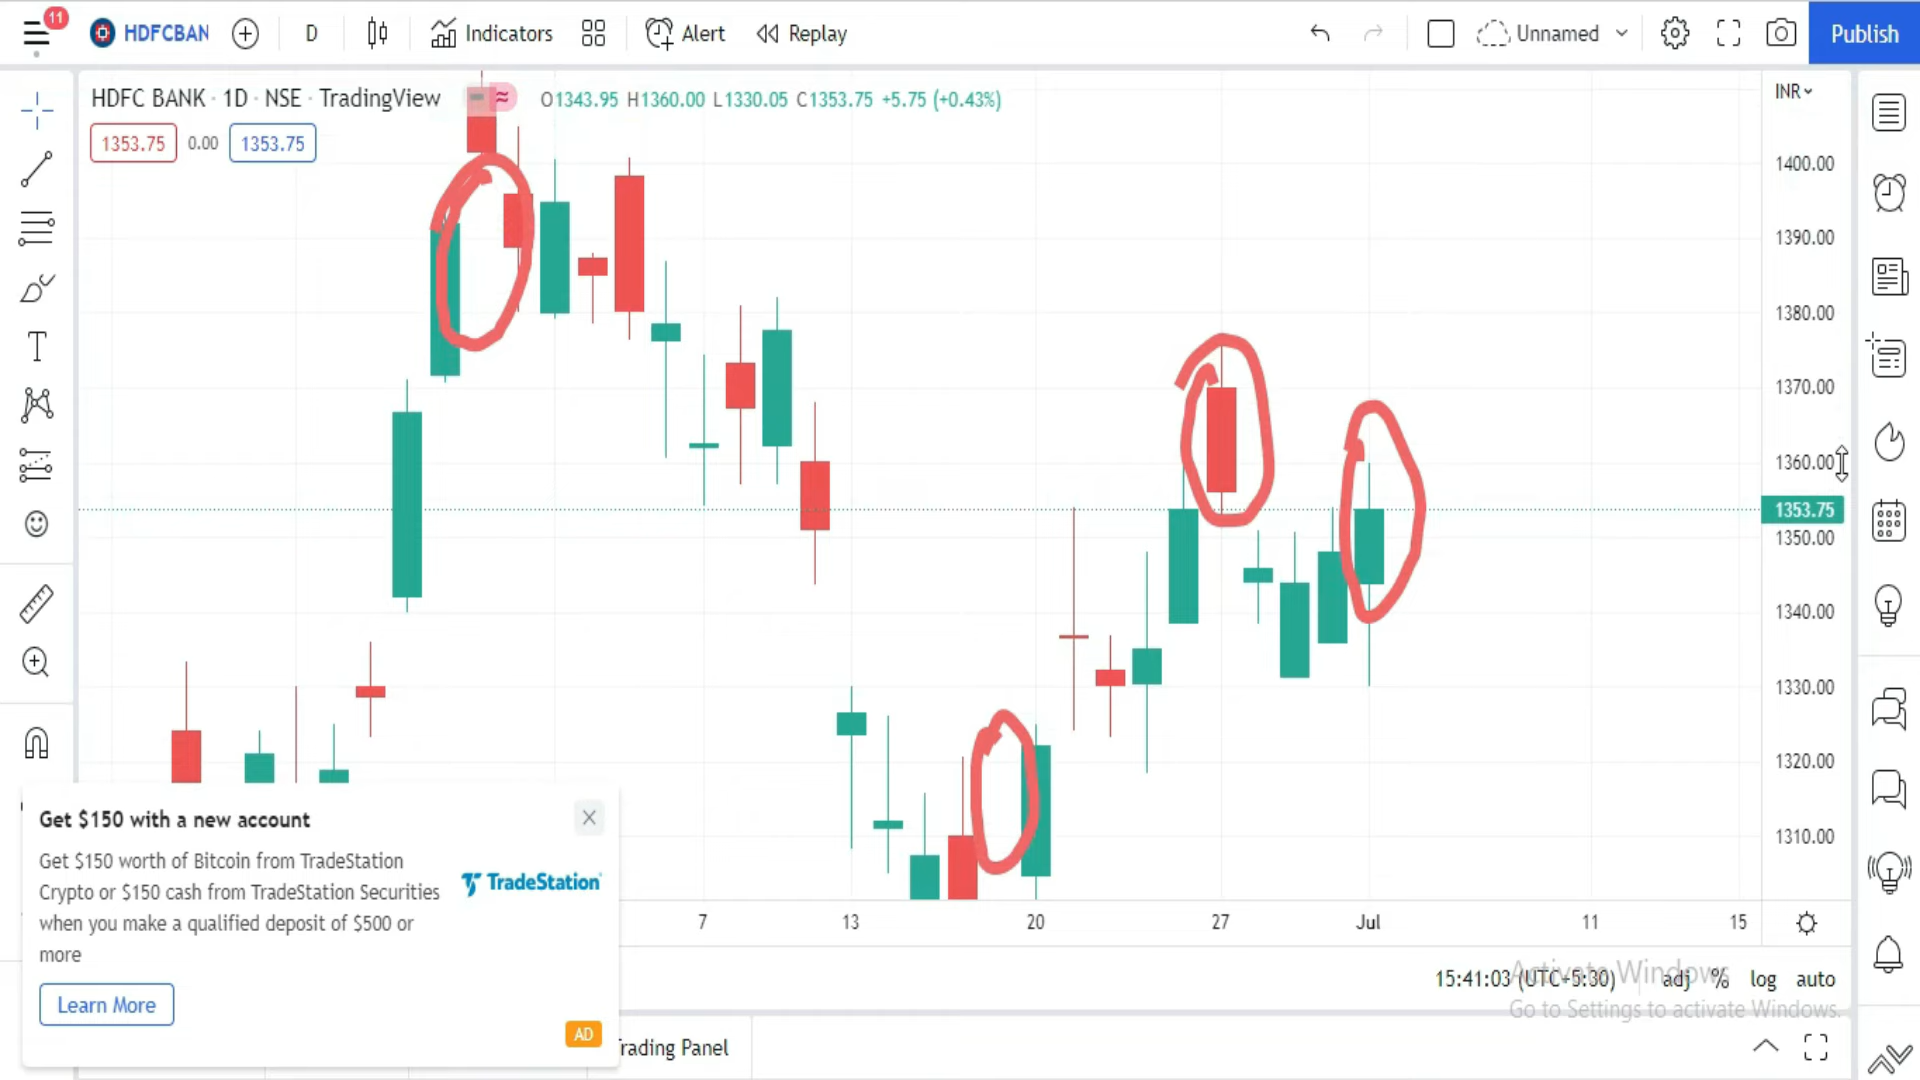 11
HDFCBAN
D
Indicators
Alert
Replay
Unnamed
Publish
HDFC BANK · 1D · NSE · TradingView
O1343.95 H1360.00 L1330.05 C1353.75 +5.75 (+0.43%)
INR
1353.75
0.00
1353.75
1400.00
1390.00
1380.00
1370.00
1360.00
1353.75
1350.00
1340.00
1330.00
1320.00
1310.00
Get $150 with a new account
Get $150 worth of Bitcoin from TradeStation
Crypto or $150 cash from TradeStation Securities
when you make a qualified deposit of $500 or
more
TradeStation
Learn More
AD
7
13
20
27
Jul
11
15
15:41:03 (UTC+5:30)
adj
%
log
auto
Activate Windows
Go to Settings to activate Windows.
Trading Panel